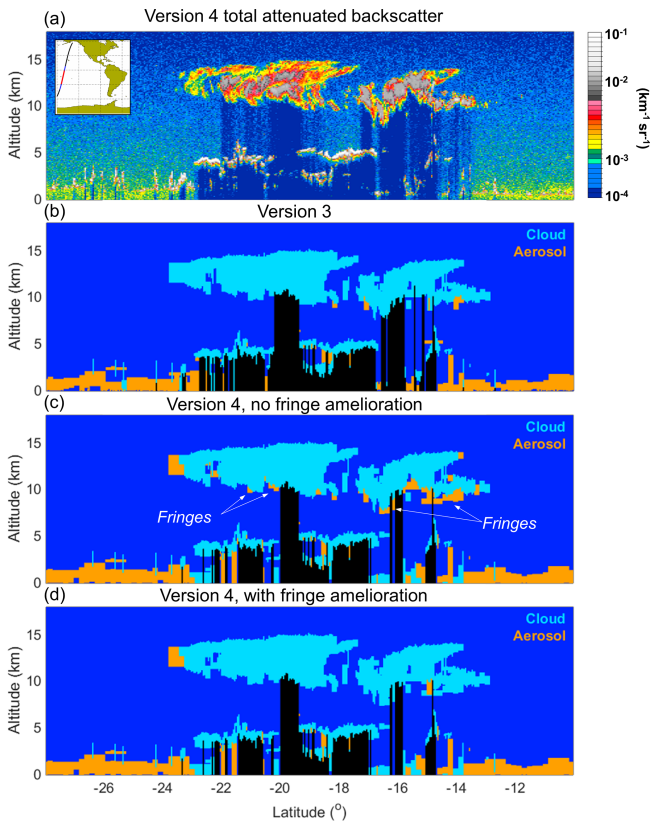 (a) Version 4 total attenuated backscatter
Altitude (km)
15
10
5
0
10-1
10-2
10-3
10-4
(km-1 sr-1)
(b) Version 3
Altitude (km)
15
10
5
0
Cloud
Aerosol
(c) Version 4, no fringe amelioration
Altitude (km)
15
10
5
0
Cloud
Aerosol
Fringes
Fringes
(d) Version 4, with fringe amelioration
Altitude (km)
15
10
5
0
Cloud
Aerosol
-26 -24 -22 -20 -18 -16 -14 -12
Latitude (o)